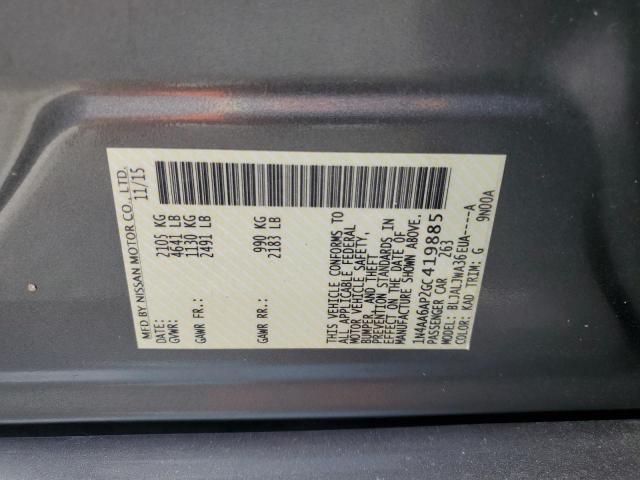 MFD BY NISSAN MOTOR CO., LTD.
DATE: 11/15
GVWR: 2105 KG
4641 LB
GAWR FR.: 1130 KG
2491 LB
GAWR RR.: 990 KG
2183 LB
THIS VEHICLE CONFORMS TO
ALL APPLICABLE FEDERAL
MOTOR VEHICLE SAFETY,
BUMPER, AND THEFT
PREVENTION STANDARDS IN
EFFECT ON THE DATE OF
MANUFACTURE SHOWN ABOVE.
1N4AA6AP2GC419885
PASSENGER CAR 263
MODEL: BLJALJWA36EUA----A
COLOR: KAD TRIM: G 9N00A